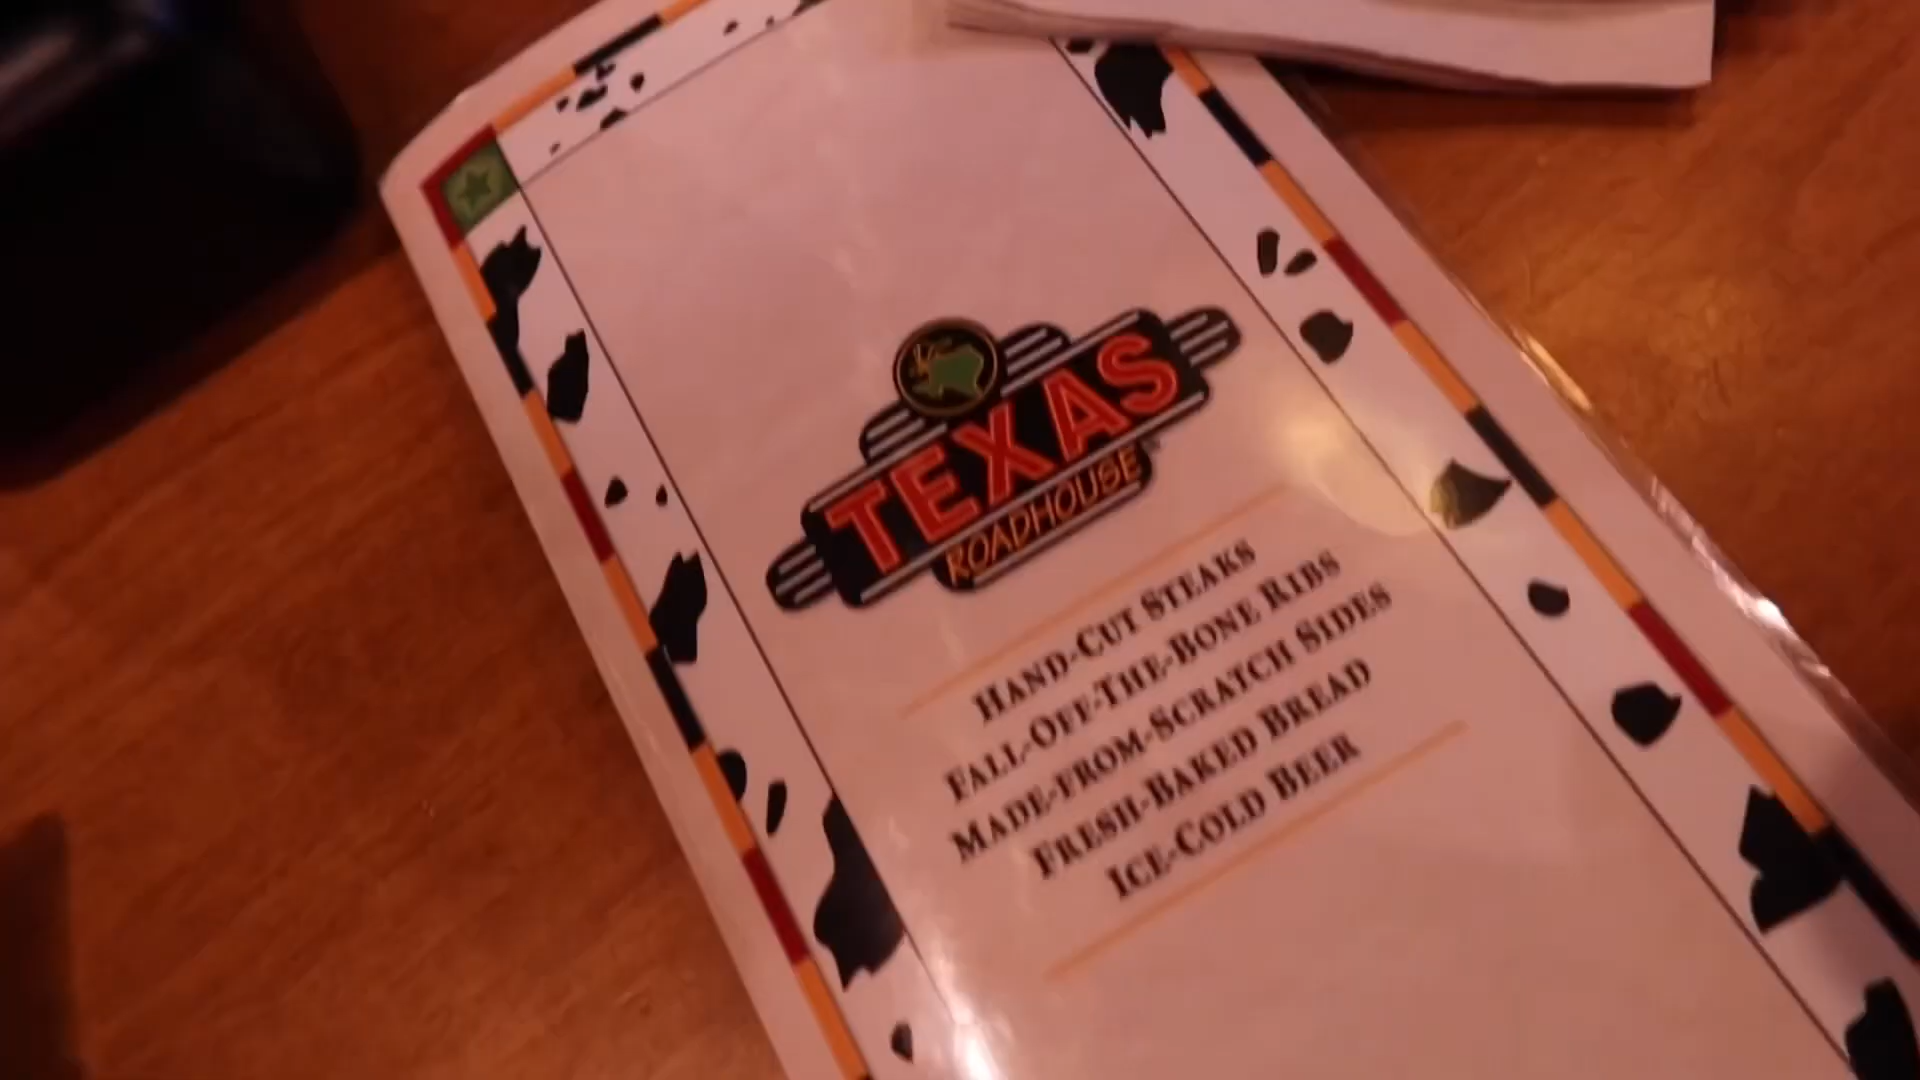 TEXAS
ROADHOUSE
HAND-CUT STEAKS
FALL-OFF-THE-BONE RIBS
MADE-FROM-SCRATCH SIDES
FRESH-BAKED BREAD
ICE-COLD BEER